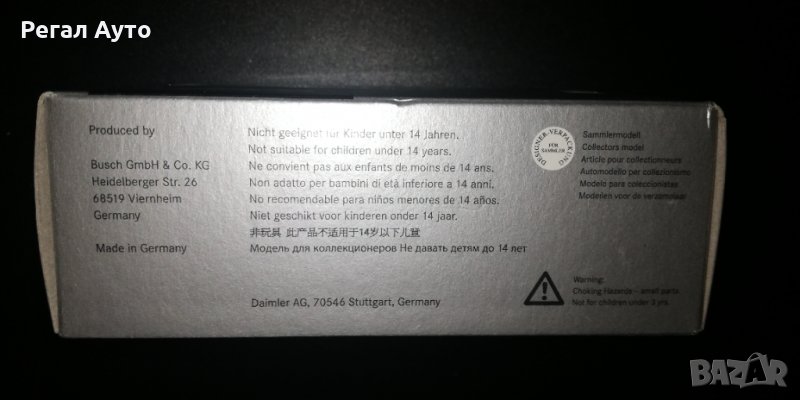 Регал Ауто
Produced by
Busch GmbH & Co. KG
Heidelberger Str. 26
68519 Viernheim
Germany
Made in Germany
Nicht geeignet für Kinder unter 14 Jahren.
Not suitable for children under 14 years.
Ne convient pas aux enfants de moins de 14 ans.
Non adatto per bambini di età inferiore a 14 anni.
No recomendable para niños menores de 14 años.
Niet geschikt voor kinderen onder 14 jaar.
非玩具 此产品不适用于14岁以下儿童
Модель для коллекционеров Не давать детям до 14 лет
Daimler AG, 70546 Stuttgart, Germany
DESIGNER-VERPACKUNG
FÜR
SAMMLER
Sammlermodell
Collectors model
Article pour collectionneurs
Automodello per collezionismo
Modelo para coleccionistas
Modellen voor de verzamelaar
Warning:
Choking Hazards – small parts.
Not for children under 3 yrs.
BAZAR